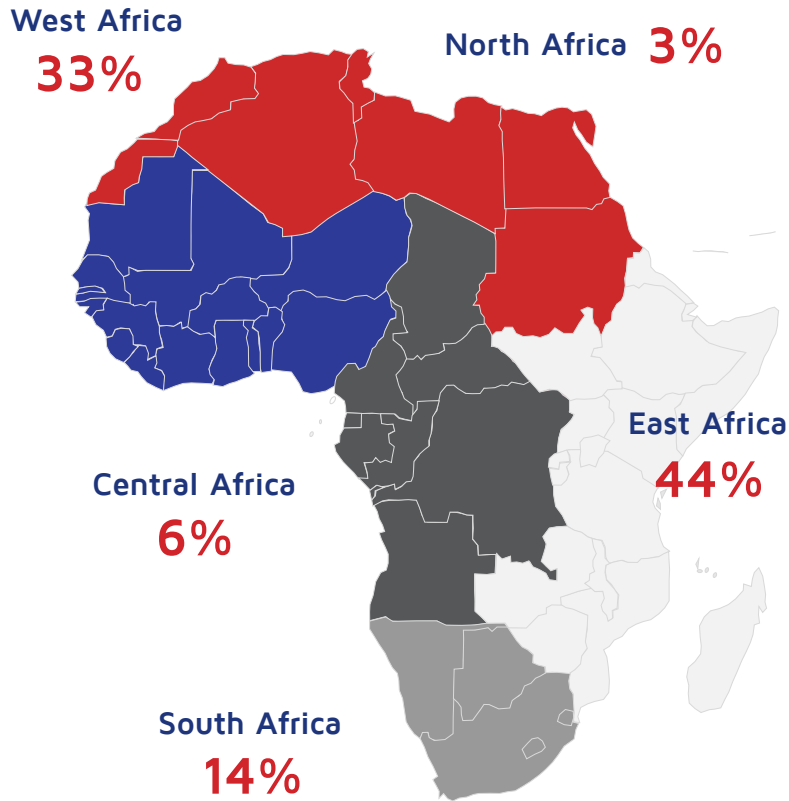 West Africa
33%
North Africa 3%
East Africa
44%
Central Africa
6%
South Africa
14%